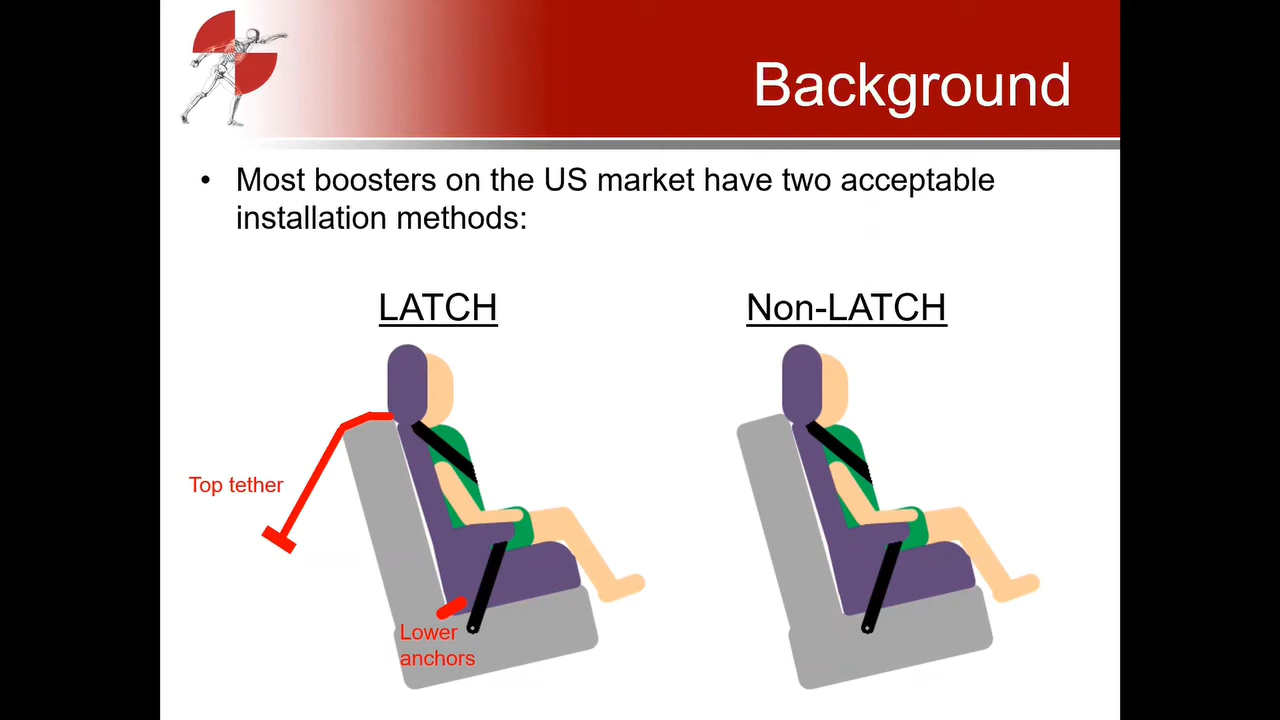 Background
• Most boosters on the US market have two acceptable
installation methods:
LATCH
Non-LATCH
Top tether
Lower
anchors